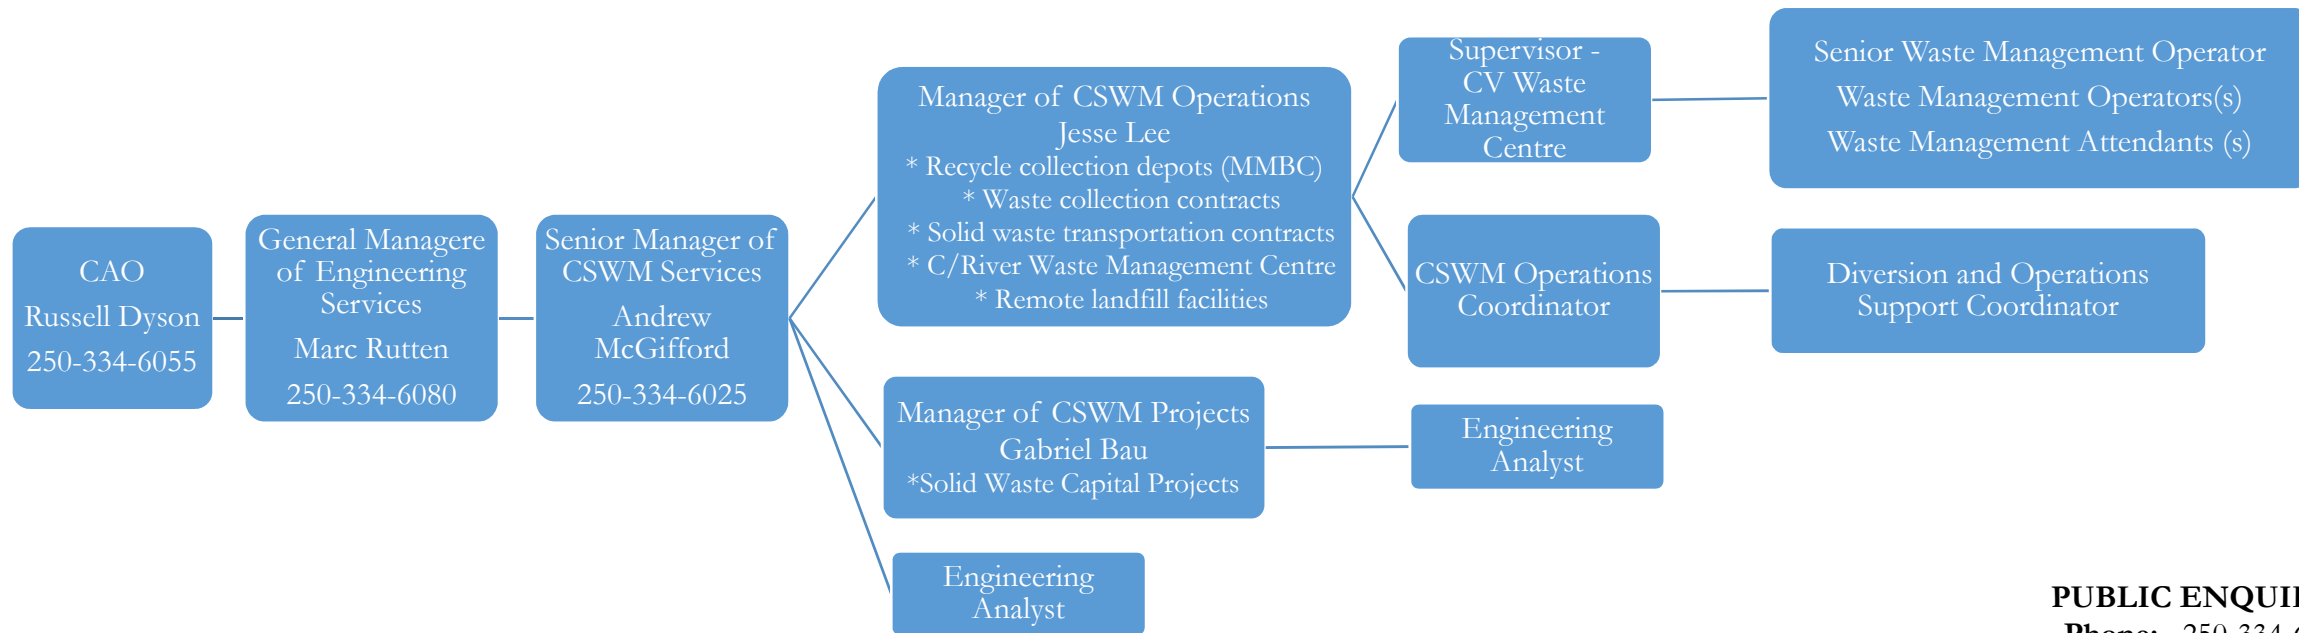 CAO
Russell Dyson
250-334-6055
General Managere
of Engineering
Services
Marc Rutten
250-334-6080
Senior Manager of
CSWM Services
Andrew
McGifford
250-334-6025
Manager of CSWM Operations
Jesse Lee
* Recycle collection depots (MMBC)
* Waste collection contracts
* Solid waste transportation contracts
* C/River Waste Management Centre
* Remote landfill facilities
Supervisor -
CV Waste
Management
Centre
Senior Waste Management Operator
Waste Management Operators(s)
Waste Management Attendants (s)
CSWM Operations
Coordinator
Diversion and Operations
Support Coordinator
Manager of CSWM Projects
Gabriel Bau
*Solid Waste Capital Projects
Engineering
Analyst
Engineering
Analyst
PUBLIC
Phone: 250-334-